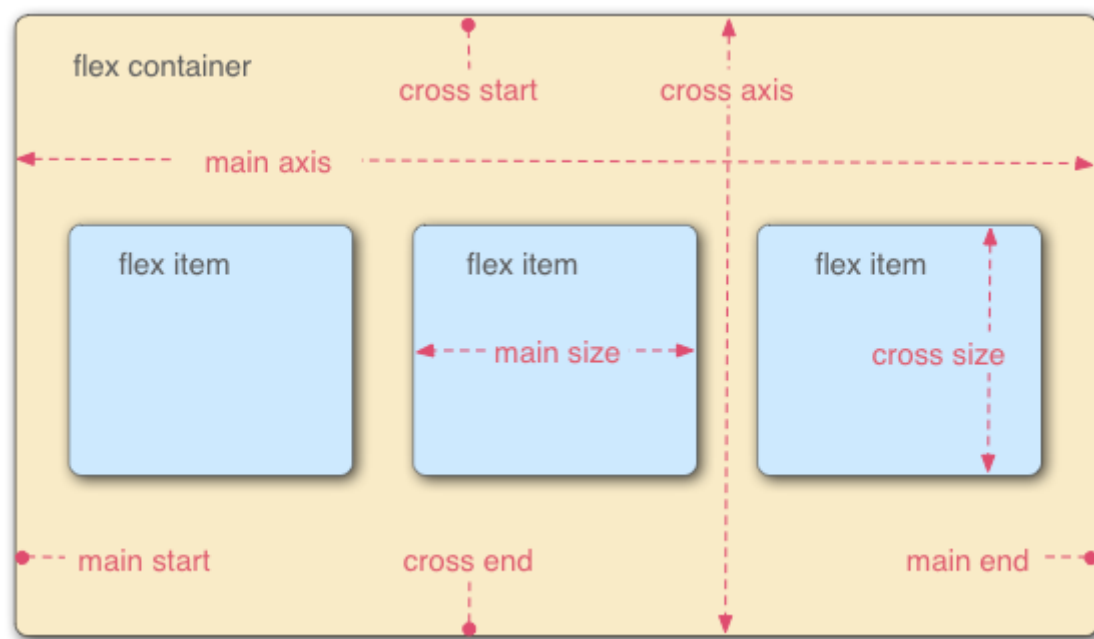 flex container
cross start
cross axis
main axis
flex item
flex item
flex item
main size
cross size
main start
cross end
main end